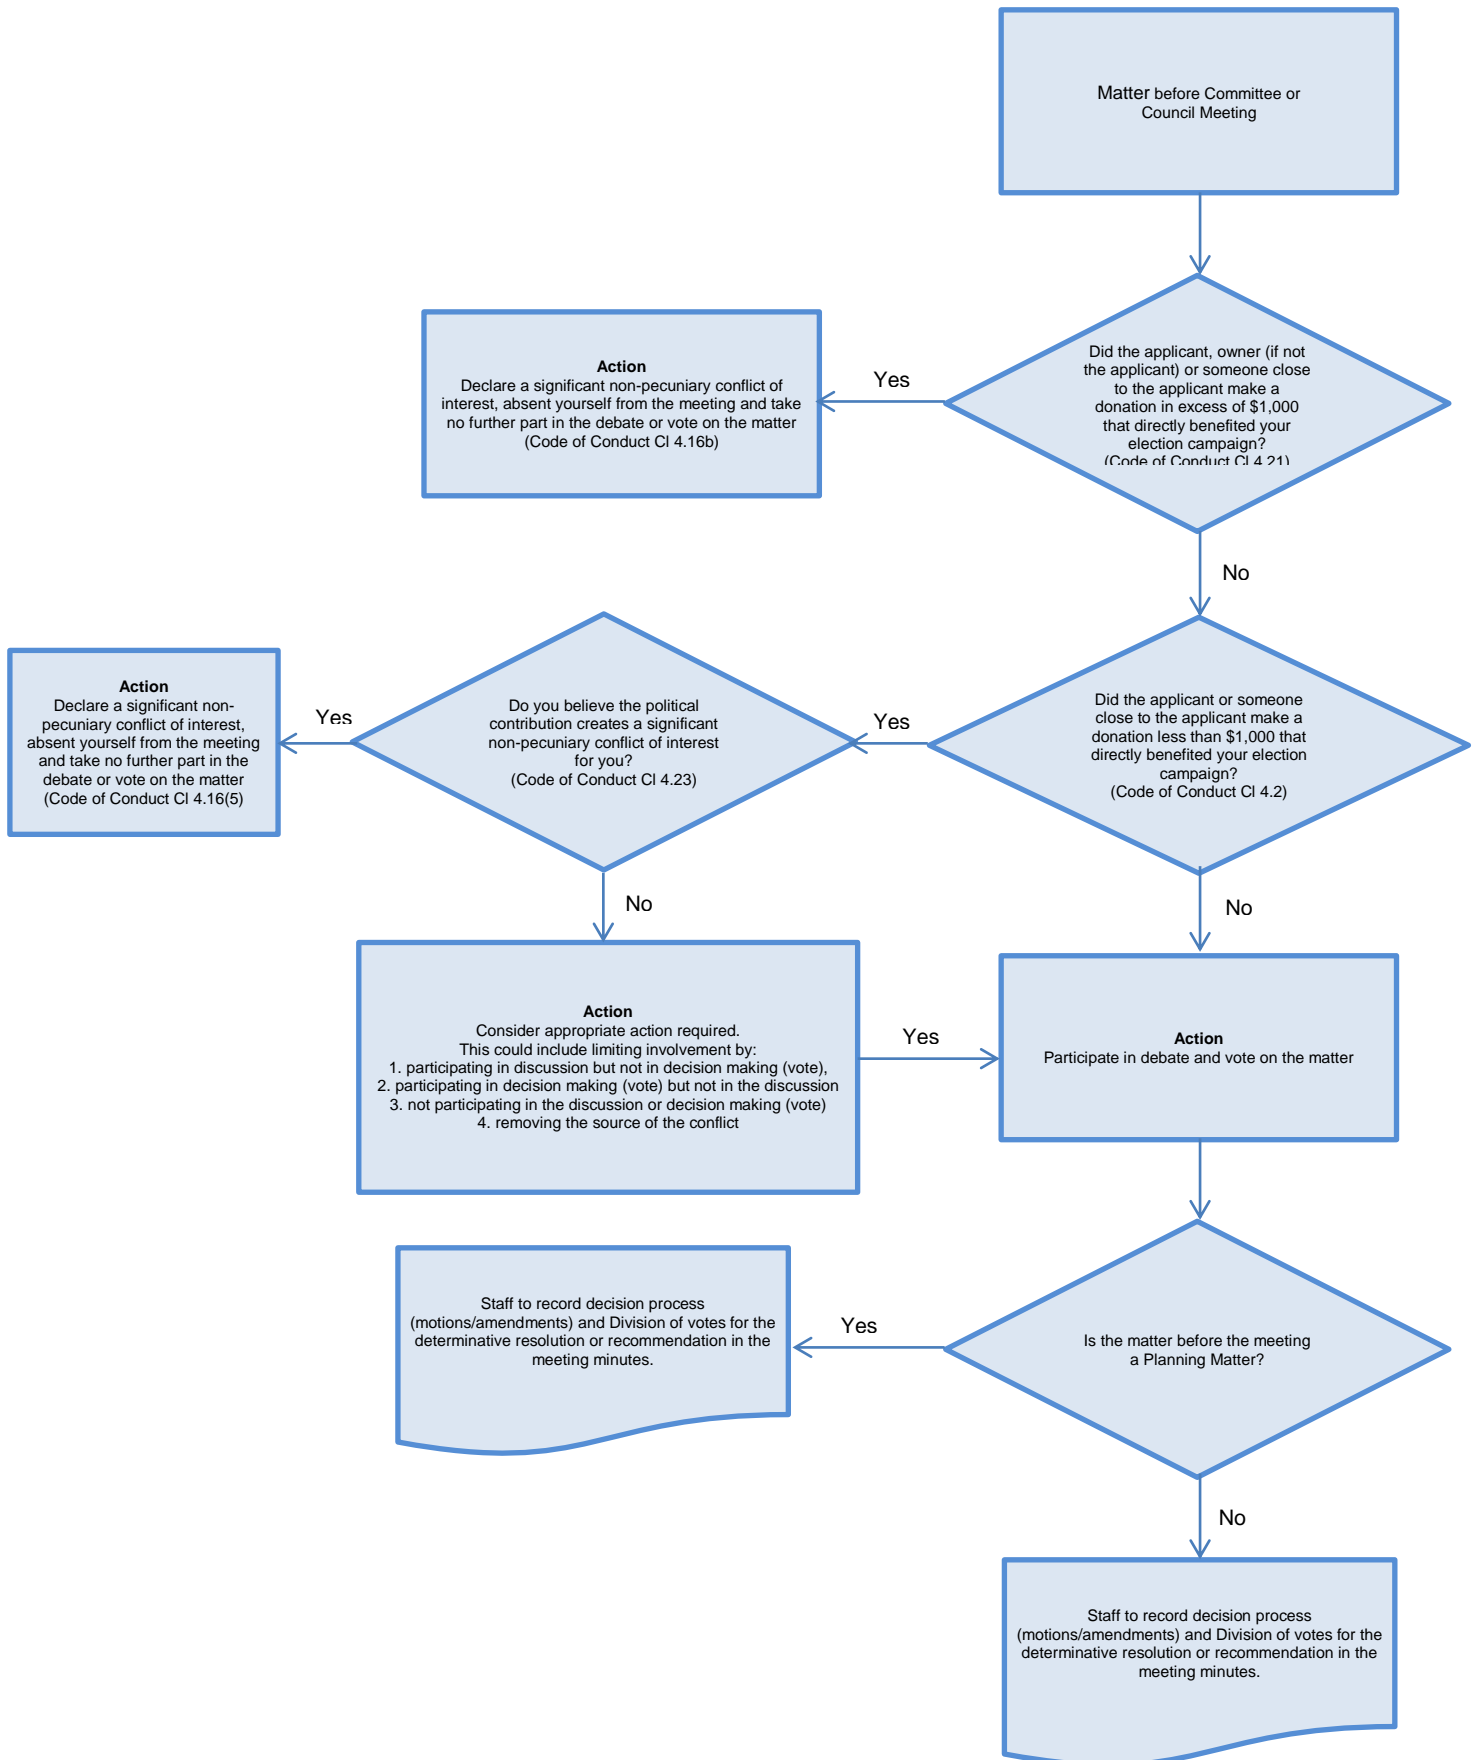 Matter before Committee or
Council Meeting
Did the applicant, owner (if not
the applicant) or someone close
to the applicant make a
donation in excess of $1,000
that directly benefited your
election campaign?
(Code of Conduct Cl 4.21)
Yes
Action
Declare a significant non-pecuniary conflict of
interest, absent yourself from the meeting and take
no further part in the debate or vote on the matter
(Code of Conduct Cl 4.16b)
No
Did the applicant or someone
close to the applicant make a
donation less than $1,000 that
directly benefited your election
campaign?
(Code of Conduct Cl 4.2)
Yes
Do you believe the political
contribution creates a significant
non-pecuniary conflict of interest
for you?
(Code of Conduct Cl 4.23)
Yes
Action
Declare a significant non-
pecuniary conflict of interest,
absent yourself from the meeting
and take no further part in the
debate or vote on the matter
(Code of Conduct Cl 4.16(5)
No
No
Action
Consider appropriate action required.
This could include limiting involvement by:
1. participating in discussion but not in decision making (vote),
2. participating in decision making (vote) but not in the discussion
3. not participating in the discussion or decision making (vote)
4. removing the source of the conflict
Yes
Action
Participate in debate and vote on the matter
Is the matter before the meeting
a Planning Matter?
Yes
Staff to record decision process
(motions/amendments) and Division of votes for the
determinative resolution or recommendation in the
meeting minutes.
No
Staff to record decision process
(motions/amendments) and Division of votes for the
determinative resolution or recommendation in the
meeting minutes.